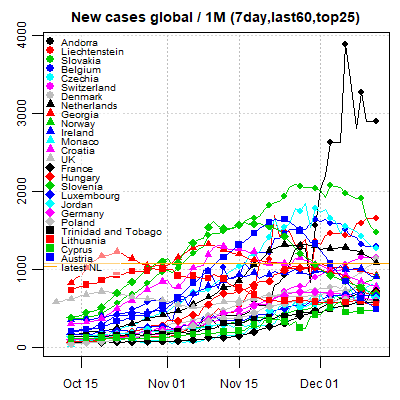 New cases global / 1M (7day,last60,top25)
4000
3000
2000
1000
0
Andorra
Liechtenstein
Slovakia
Belgium
Czechia
Switzerland
Denmark
Netherlands
Georgia
Norway
Ireland
Monaco
Croatia
UK
France
Hungary
Slovenia
Luxembourg
Jordan
Germany
Poland
Trinidad and Tobago
Lithuania
Cyprus
Austria
latestNL
Oct 15
Nov 01
Nov 15
Dec 01